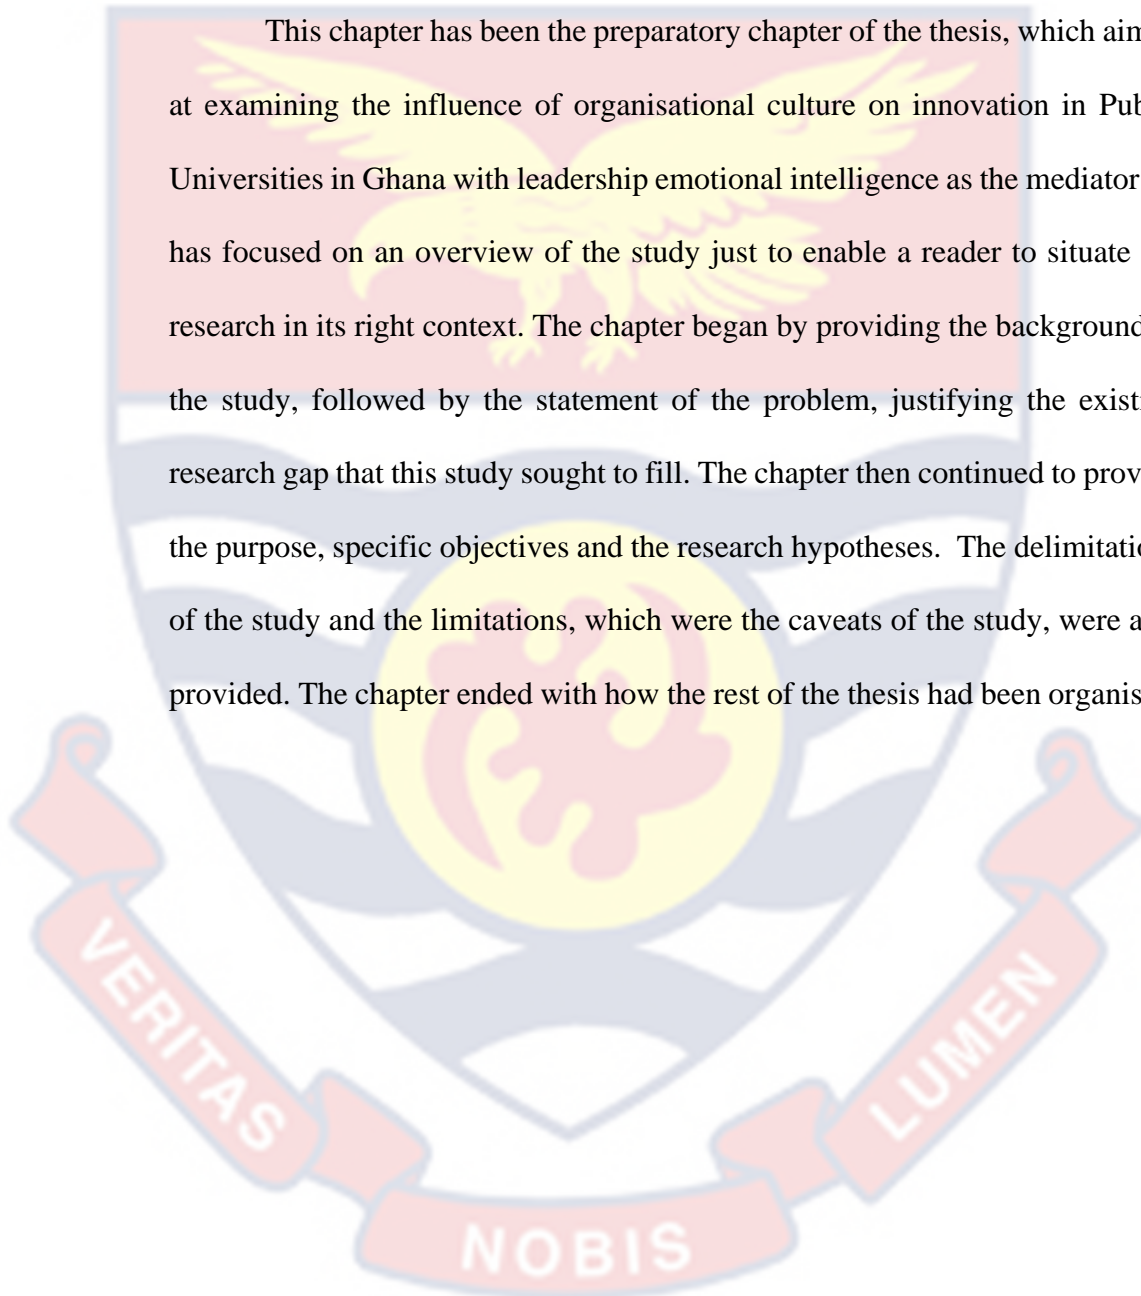 This chapter has been the preparatory chapter of the thesis, which aim
at examining the influence of organisational culture on innovation in Pub
Universities in Ghana with leadership emotional intelligence as the mediator
has focused on an overview of the study just to enable a reader to situate
research in its right context. The chapter began by providing the background
the study, followed by the statement of the problem, justifying the exist
research gap that this study sought to fill. The chapter then continued to prov
the purpose, specific objectives and the research hypotheses. The delimitatio
of the study and the limitations, which were the caveats of the study, were a
provided. The chapter ended with how the rest of the thesis had been organis
VERITAS
NOBIS
LUMEN